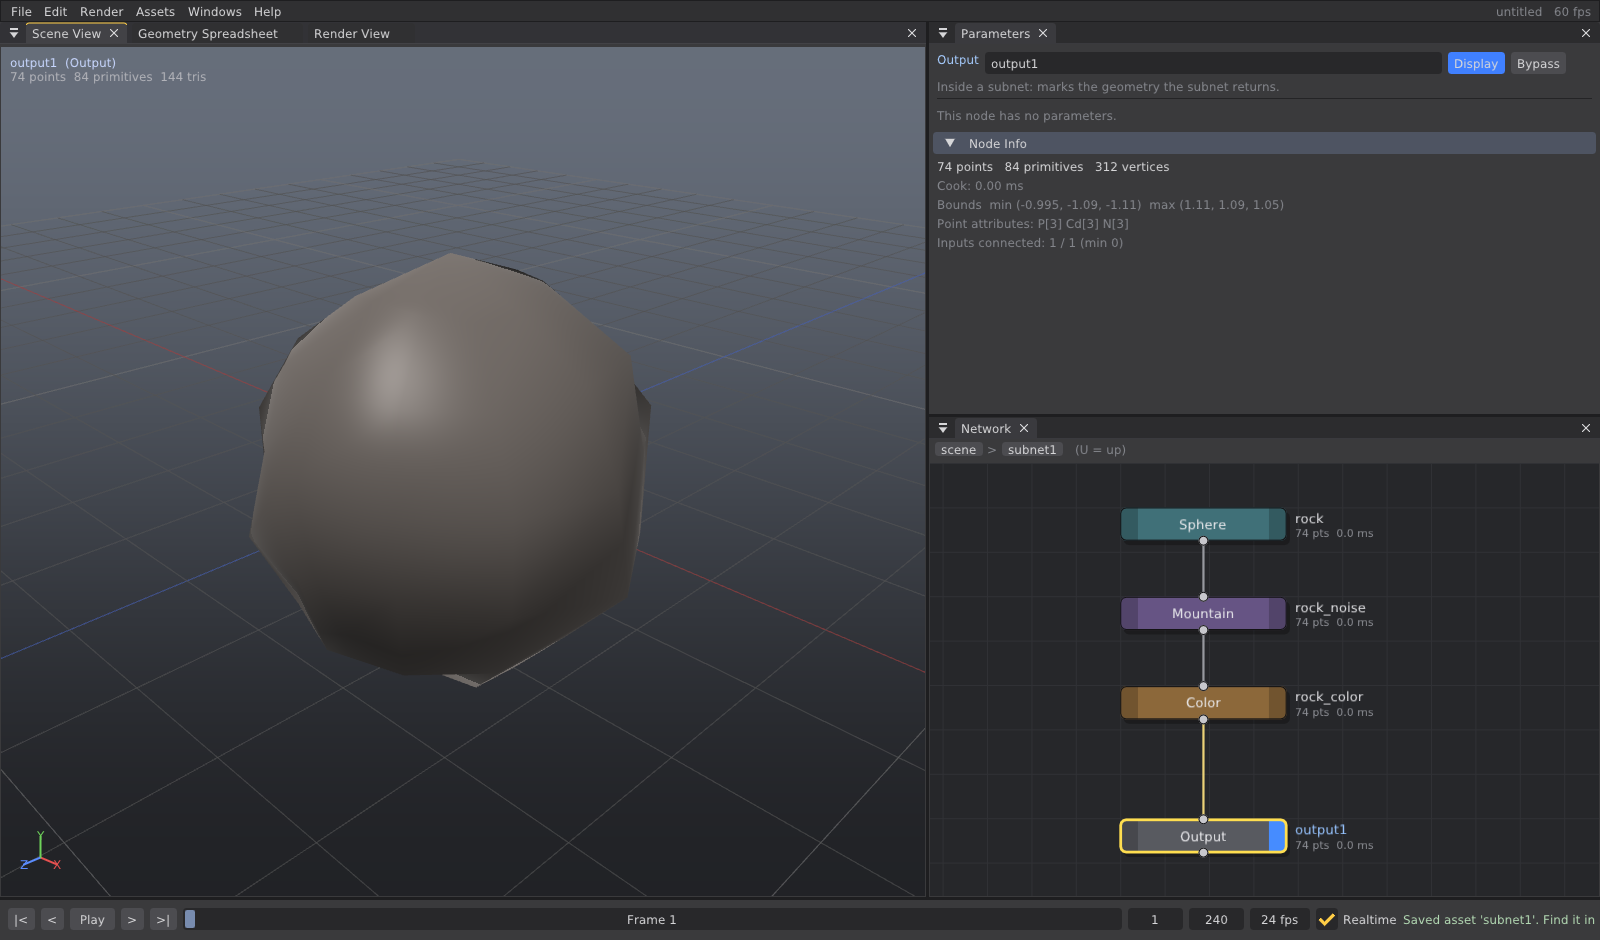 File Edit Render Assets Windows Help
untitled 60 fps
Scene View Geometry Spreadsheet Render View
output1 (Output)
74 points 84 primitives 144 tris
Y
Z
X
Parameters
Output output1 Display Bypass
Inside a subnet: marks the geometry the subnet returns.
This node has no parameters.
Node Info
74 points 84 primitives 312 vertices
Cook: 0.00 ms
Bounds min (-0.995, -1.09, -1.11) max (1.11, 1.09, 1.05)
Point attributes: P[3] Cd[3] N[3]
Inputs connected: 1 / 1 (min 0)
Network
scene > subnet1 (U = up)
Sphere
rock
74 pts 0.0 ms
Mountain
rock_noise
74 pts 0.0 ms
Color
rock_color
74 pts 0.0 ms
Output
output1
74 pts 0.0 ms
|< < Play > >| Frame 1 1 240 24 fps Realtime Saved asset 'subnet1'. Find it in